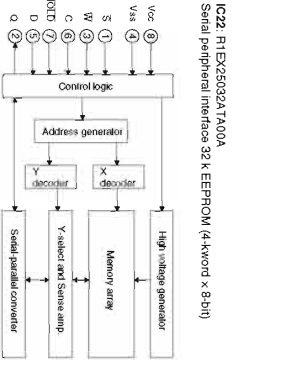 IC22: R1EX25032ATA00A
Serial peripheral interface 32 k EEPROM (4-kword × 8-bit)
Vcc 8
Vss 4
S 1
W 3
C 6
HOLD 7
D 5
Q 2
Control logic
High voltage generator
Address generator
X decoder
Y decoder
Memory array
Y-select and Sense amp.
Serial-parallel converter